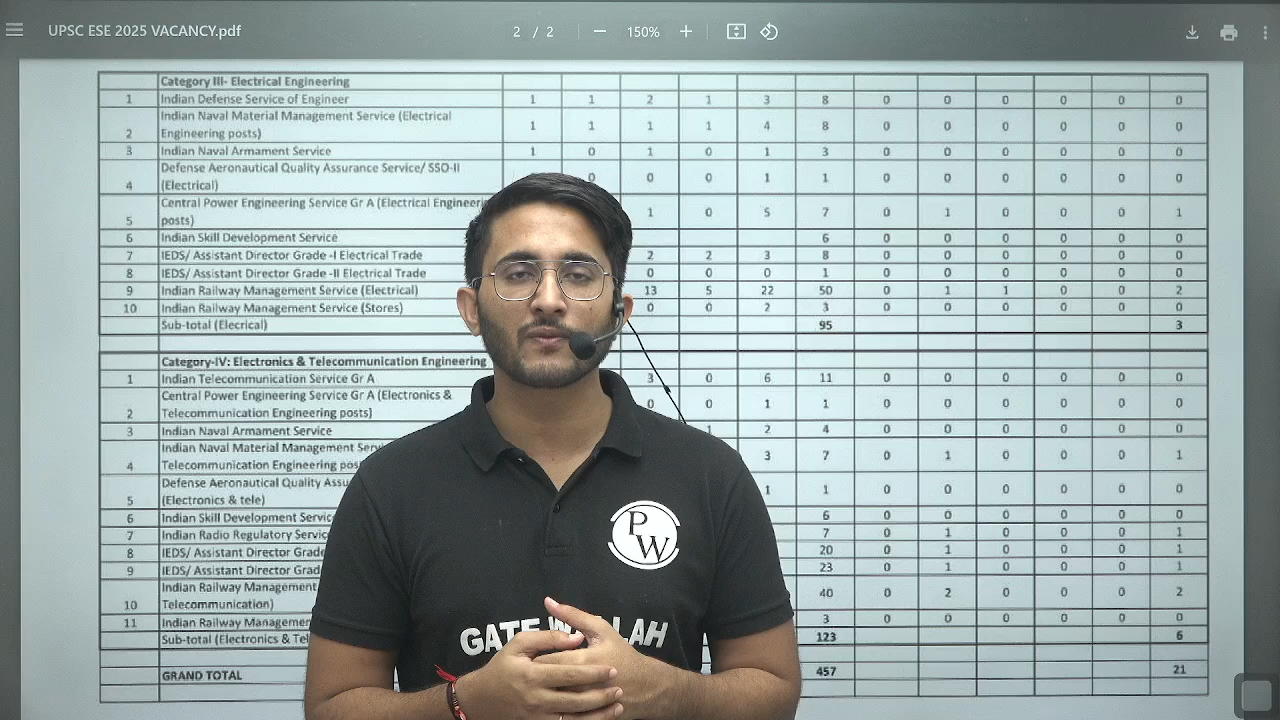 UPSC ESE 2025 VACANCY.pdf 2 / 2 150%
Category III- Electrical Engineering
1 Indian Defense Service of Engineer 1 1 2 1 3 8 0 0 0 0 0 0
Indian Naval Material Management Service (Electrical
2 Engineering posts) 1 1 1 1 4 8 0 0 0 0 0 0
3 Indian Naval Armament Service 1 0 1 0 1 3 0 0 0 0 0 0
Defense Aeronautical Quality Assurance Service/ SSO-II
4 (Electrical) 0 0 0 1 1 0 0 0 0 0 0
Central Power Engineering Service Gr A (Electrical Engineering
5 posts) 1 0 5 7 0 1 0 0 0 1
6 Indian Skill Development Service 6 0 0 0 0 0 0
7 IEDS/ Assistant Director Grade -I Electrical Trade 2 2 3 8 0 0 0 0 0 0
8 IEDS/ Assistant Director Grade -II Electrical Trade 0 0 0 1 0 0 0 0 0 0
9 Indian Railway Management Service (Electrical) 13 5 22 50 0 1 1 0 0 2
10 Indian Railway Management Service (Stores) 0 0 2 3 0 0 0 0 0 0
Sub-total (Elecrical) 95 3
Category-IV: Electronics & Telecommunication Engineering
1 Indian Telecommunication Service Gr A 3 0 6 11 0 0 0 0 0 0
Central Power Engineering Service Gr A (Electronics &
2 Telecommunication Engineering posts) 0 0 1 1 0 0 0 0 0 0
3 Indian Naval Armament Service 1 2 4 0 0 0 0 0 0
Indian Naval Material Management
4 Telecommunication Engineering 3 7 0 1 0 0 0 1
Defense Aeronautical Quality
5 (Electronics & tele) 1 1 0 0 0 0 0 0
6 Indian Skill Development 6 0 0 0 0 0 0
7 Indian Radio Regulatory 7 0 1 0 0 0 1
8 IEDS/ Assistant Director 20 0 1 0 0 0 1
9 IEDS/ Assistant Director 23 0 1 0 0 0 1
Indian Railway Management
10 Telecommunication) 40 0 2 0 0 0 2
11 Indian Railway 3 0 0 0 0 0 0
Sub-total (Electronics & 123 6
GRAND TOTAL 457 21
PW
GATE